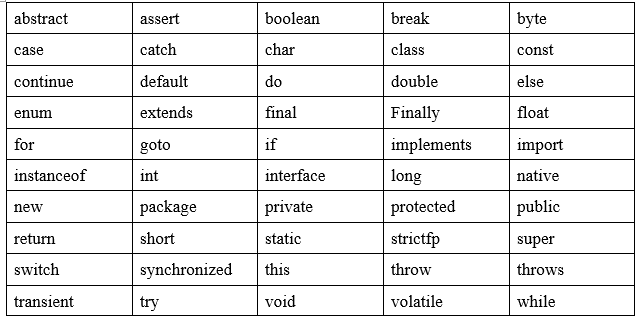 abstract assert boolean break byte
case catch char class const
continue default do double else
enum extends final Finally float
for goto if implements import
instanceof int interface long native
new package private protected public
return short static strictfp super
switch synchronized this throw throws
transient try void volatile while